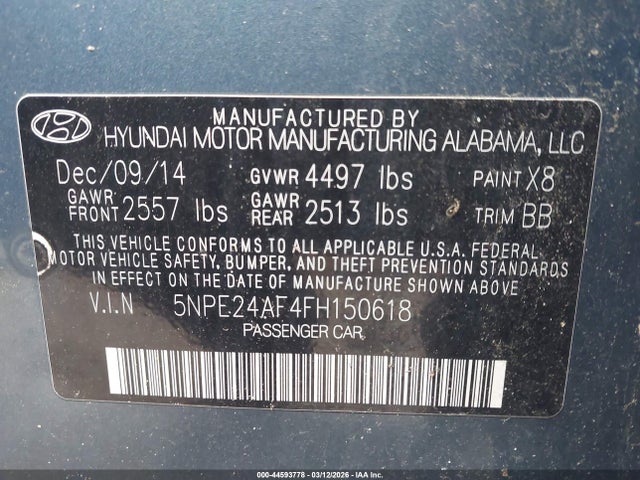 MANUFACTURED BY
HYUNDAI MOTOR MANUFACTURING ALABAMA, LLC
Dec/09/14 GVWR 4497 lbs PAINT X8
GAWR FRONT 2557 lbs GAWR REAR 2513 lbs TRIM BB
THIS VEHICLE CONFORMS TO ALL APPLICABLE U.S.A. FEDERAL
MOTOR VEHICLE SAFETY, BUMPER, AND THEFT PREVENTION STANDARDS
IN EFFECT ON THE DATE OF MANUFACTURE SHOWN ABOVE.
V.I.N 5NPE24AF4FH150618
PASSENGER CAR
000-44593778 - 03/12/2026 - IAAI, Inc.